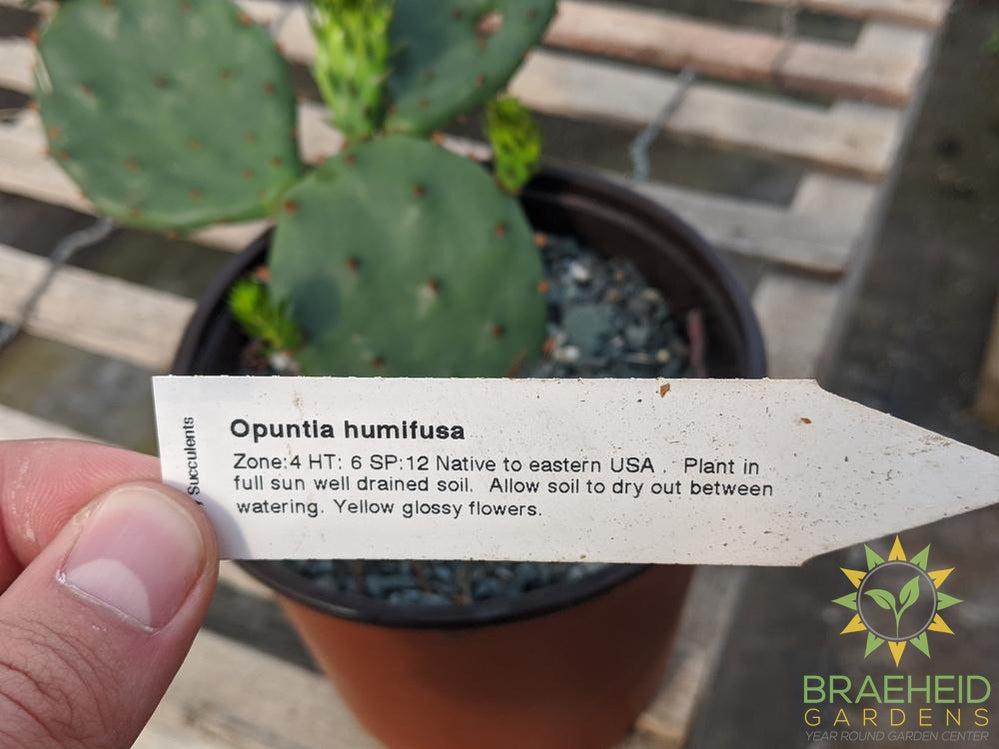 Succulents
Opuntia humifusa
Zone:4 HT: 6 SP:12 Native to eastern USA . Plant in
full sun well drained soil. Allow soil to dry out between
watering. Yellow glossy flowers.
BRAEHEID
GARDENS
YEAR ROUND GARDEN CENTER